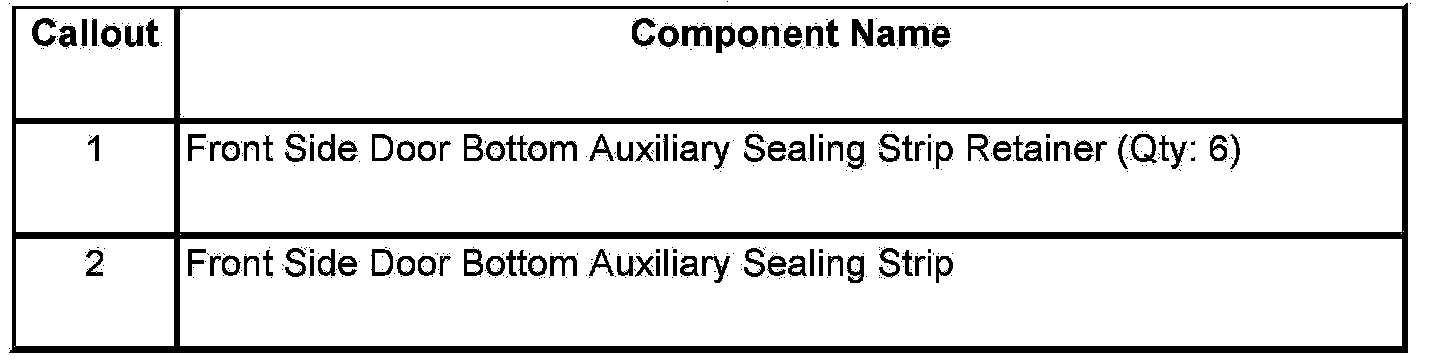 Callout Component Name
1 Front Side Door Bottom Auxiliary Sealing Strip Retainer (Qty: 6)
2 Front Side Door Bottom Auxiliary Sealing Strip